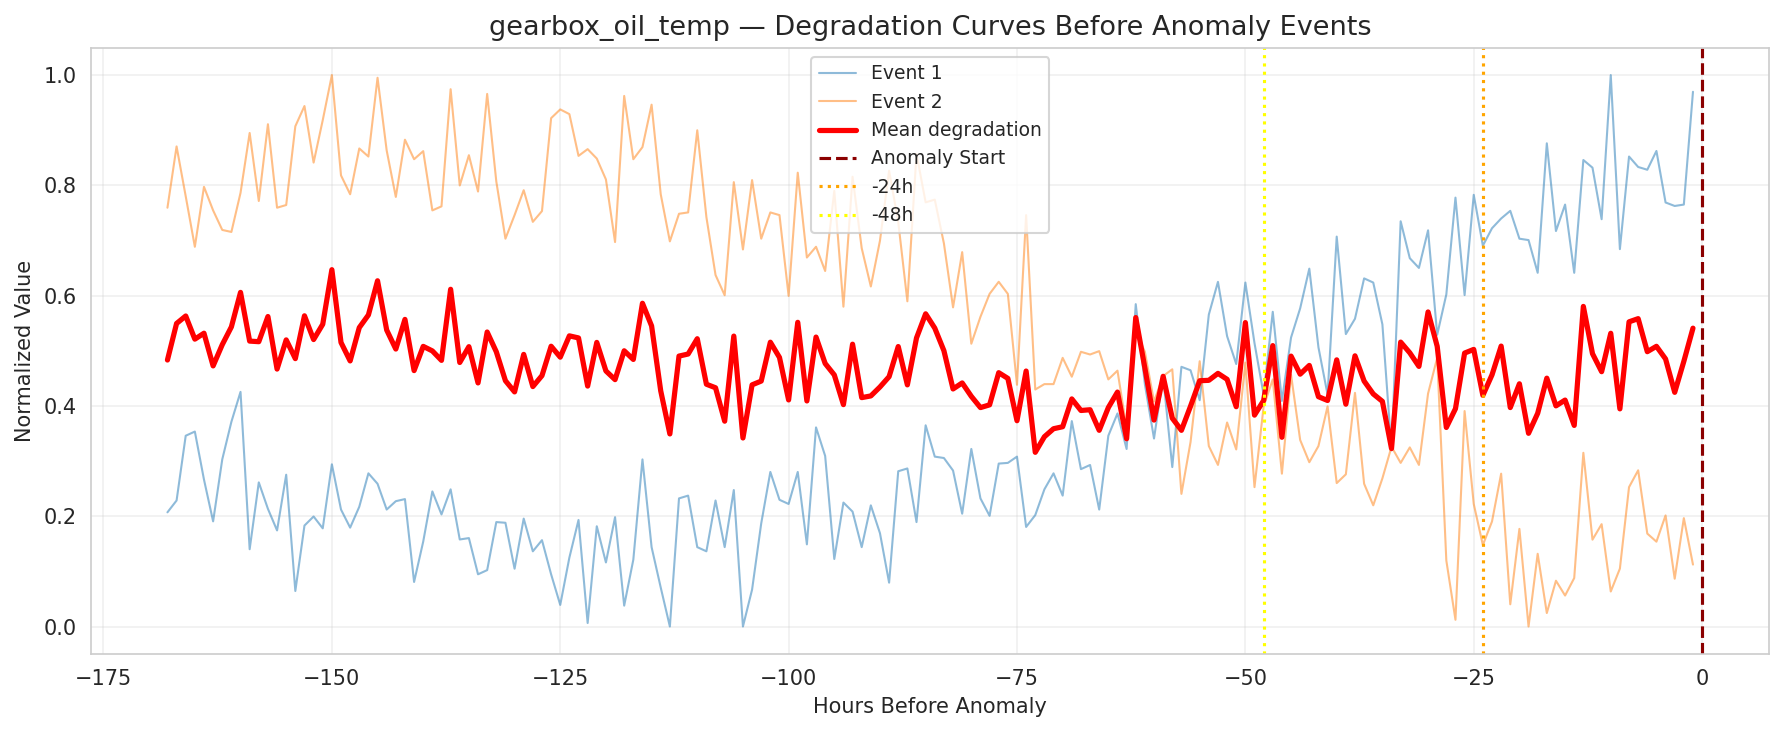 gearbox_oil_temp — Degradation Curves Before Anomaly Events
Normalized Value
1.0
0.8
0.6
0.4
0.2
0.0
Event 1
Event 2
Mean degradation
Anomaly Start
-24h
-48h
−175
−150
−125
−100
−75
−50
−25
0
Hours Before Anomaly